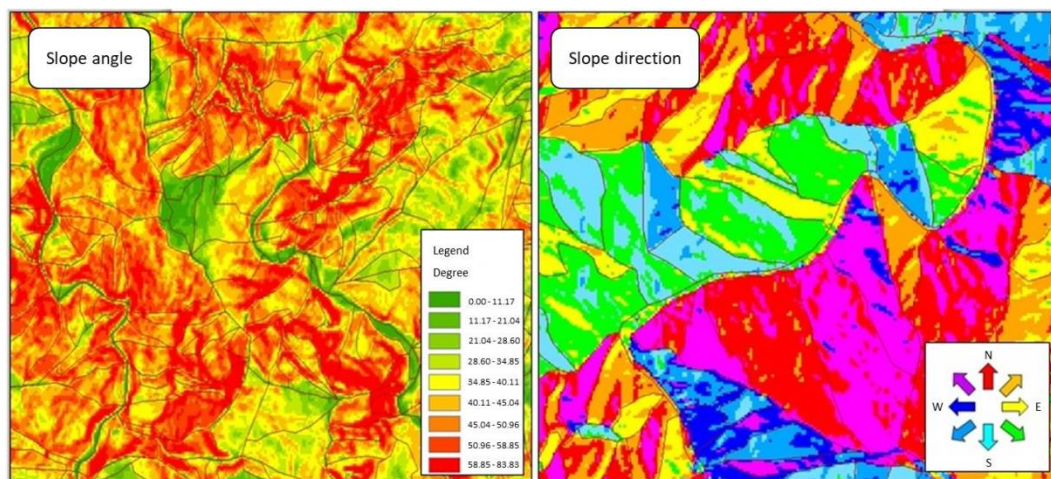 Slope angle
Legend
Degree
0.00 - 11.17
11.17 - 21.04
21.04 - 28.60
28.60 - 34.85
34.85 - 40.11
40.11 - 45.04
45.04 - 50.96
50.96 - 58.85
58.85 - 83.83
Slope direction
N
W
E
S